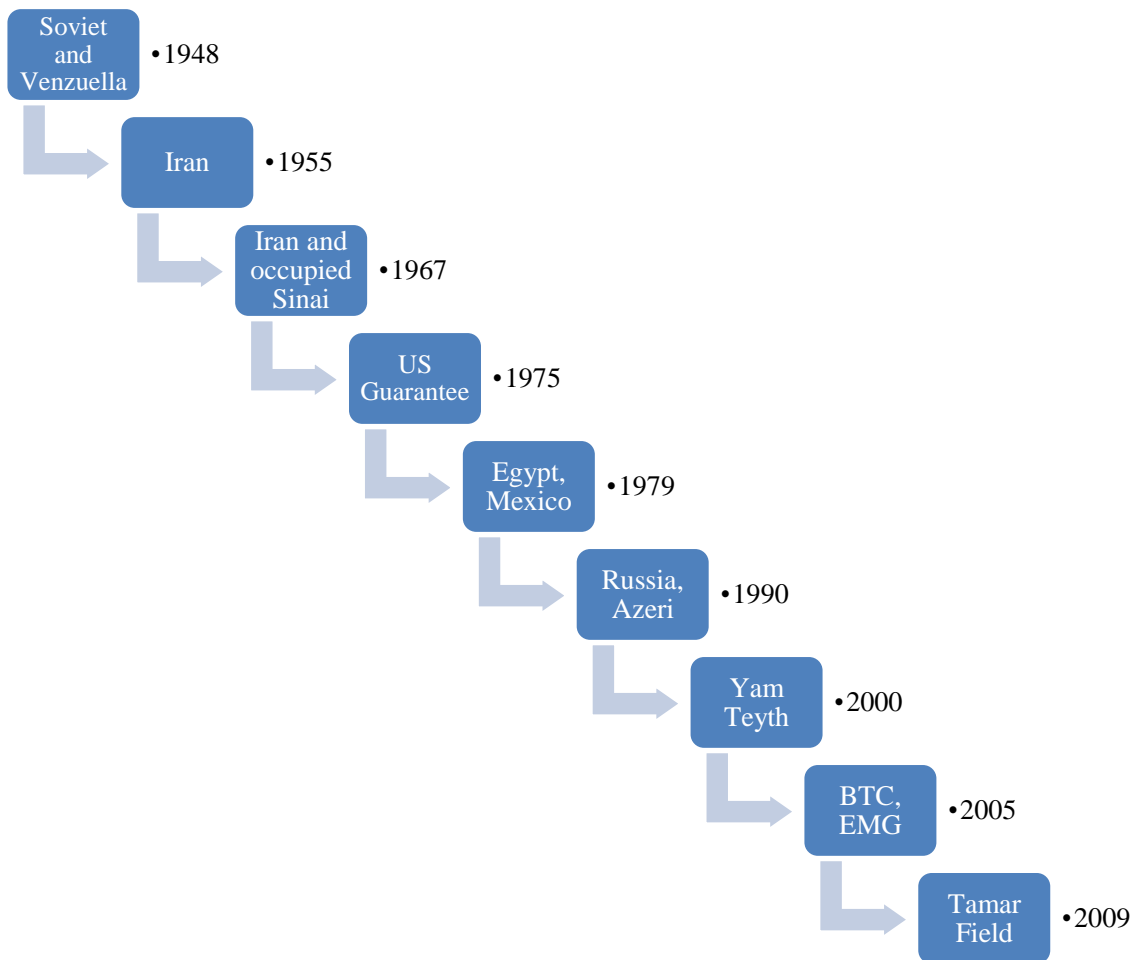 Soviet
and
Venzuella
•1948
Iran
•1955
Iran and
occupied
Sinai
•1967
US
Guarantee
•1975
Egypt,
Mexico
•1979
Russia,
Azeri
•1990
Yam
Teyth
•2000
BTC,
EMG
•2005
Tamar
Field
•2009